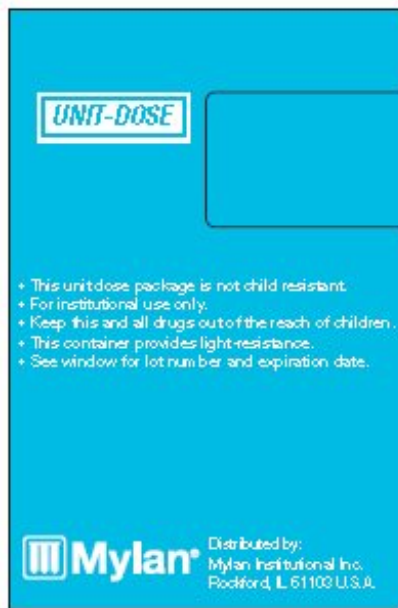 UNIT-DOSE
+ This unit dose package is not child resistant.
+ For institutional use only.
+ Keep this and all drugs out of the reach of children.
+ This container provides light-resistance.
+ See window for lot number and expiration date.
Mylan®
Distributed by:
Mylan Institutional Inc.
Rockford, IL 61103 U.S.A.